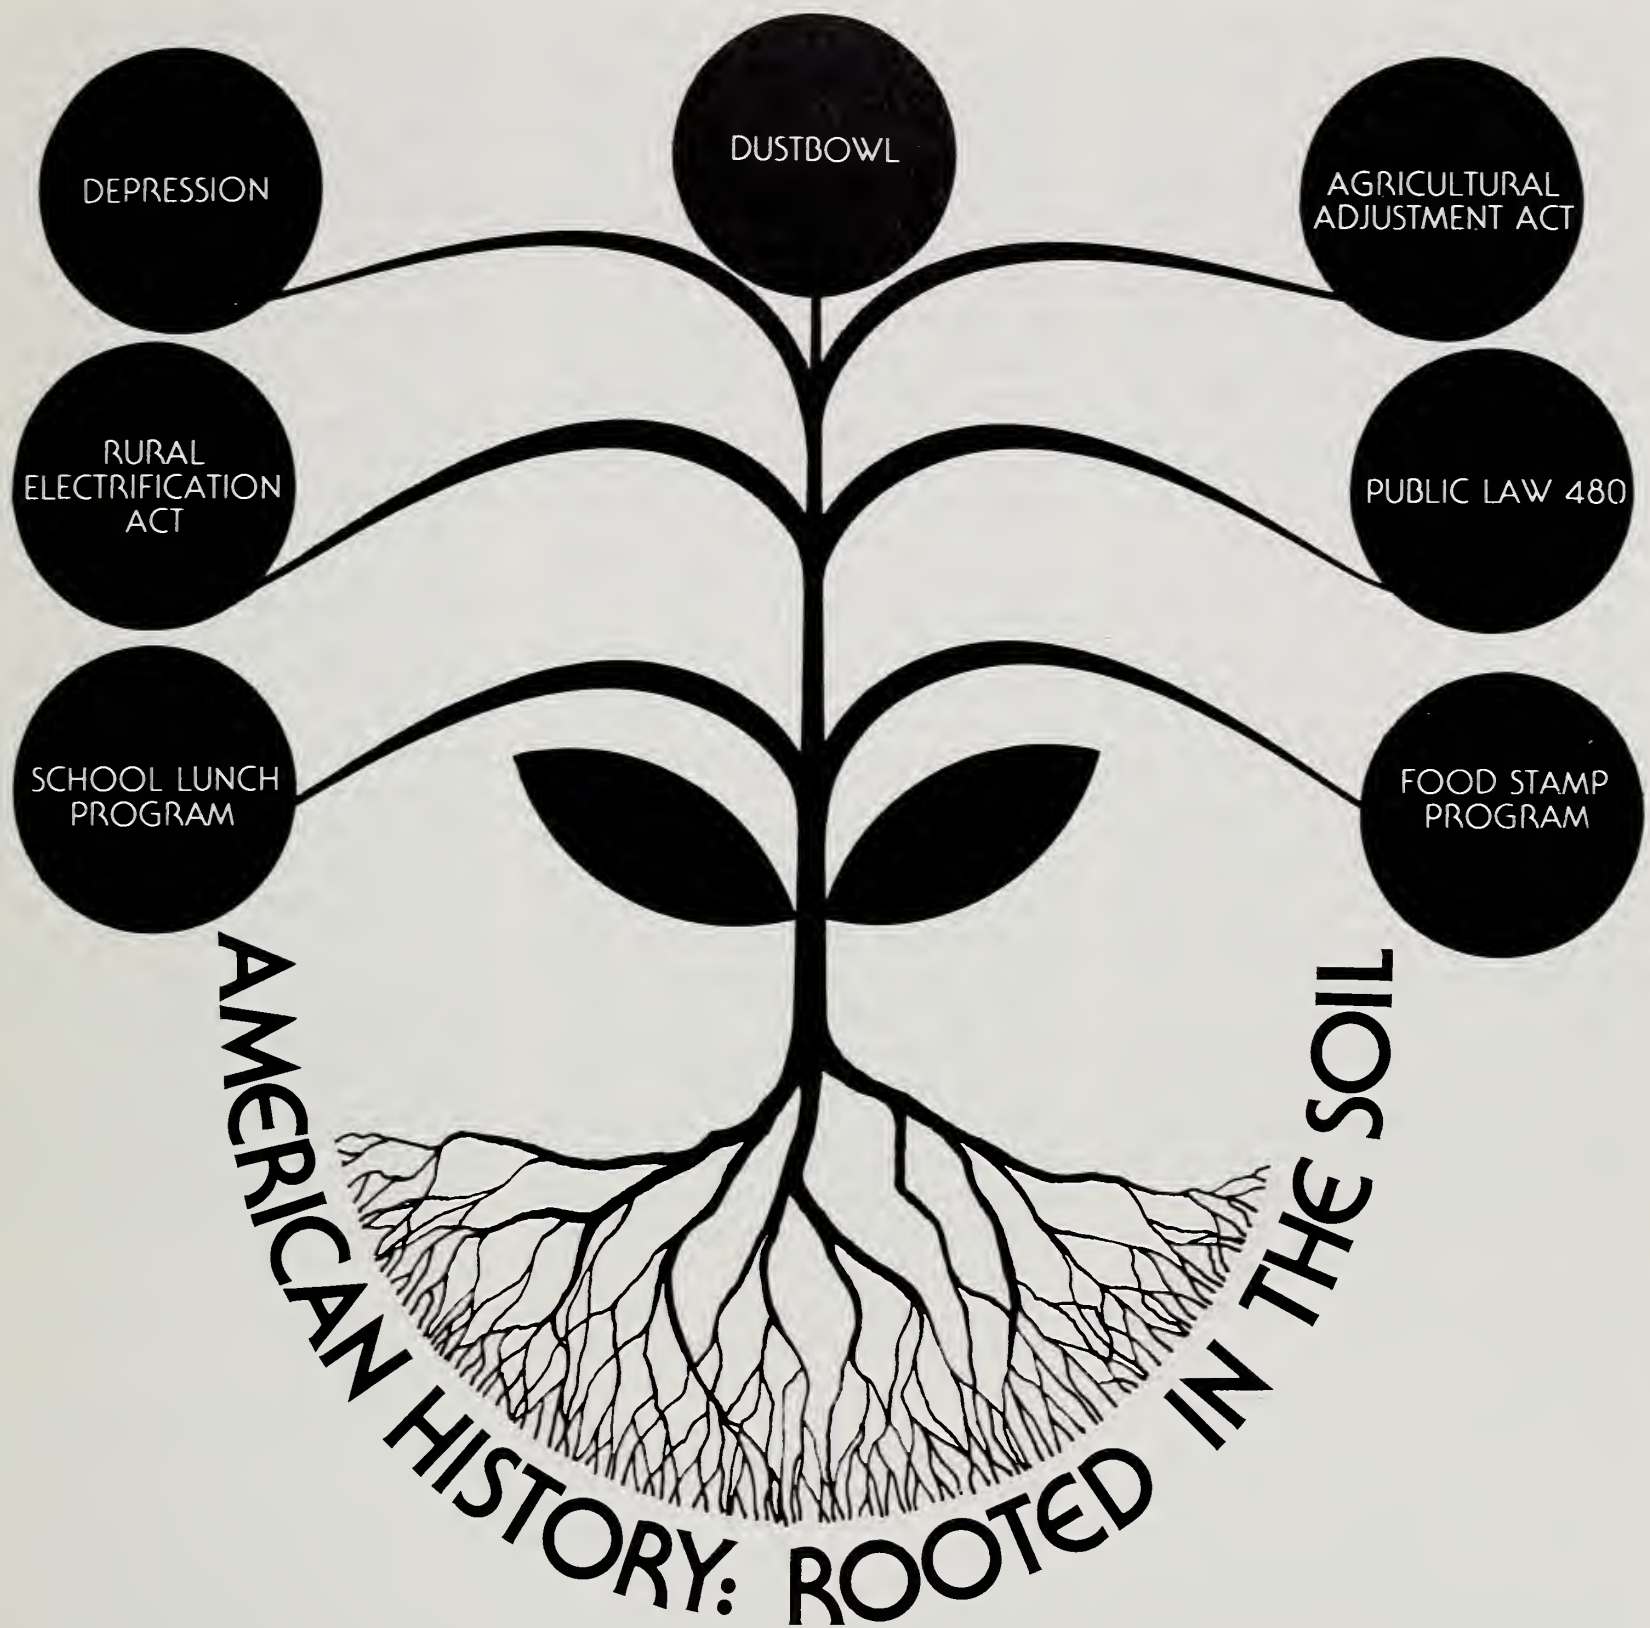 DEPRESSION
DUSTBOWL
AGRICULTURAL
ADJUSTMENT ACT
RURAL
ELECTRIFICATION
ACT
PUBLIC LAW 480
SCHOOL LUNCH
PROGRAM
FOOD STAMP
PROGRAM
AMERICAN HISTORY: ROOTED IN THE SOIL